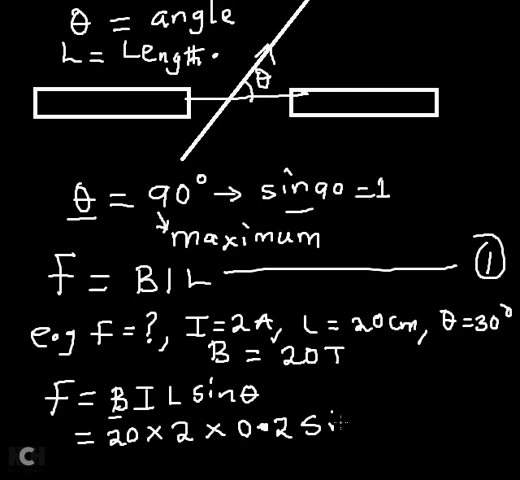 θ = angle
L = Length.
θ
θ = 90° → sin90 = 1
maximum
F = BIL ①
e.g F = ?, I = 2A, L = 20cm, θ = 30°
B = 20T
F = BIL sinθ
= 20 × 2 × 0.2 Si
C